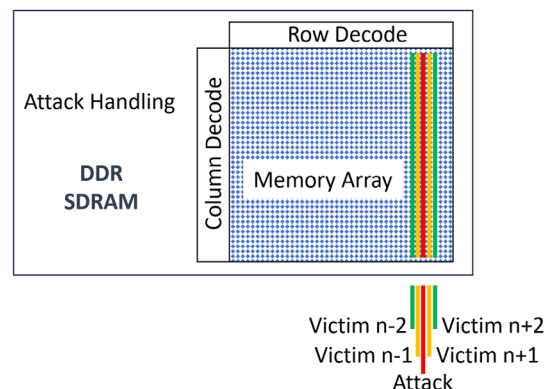 Row Decode
Attack Handling
Column Decode
DDR
SDRAM
Memory Array
Victim n-2
Victim n+2
Victim n-1
Victim n+1
Attack